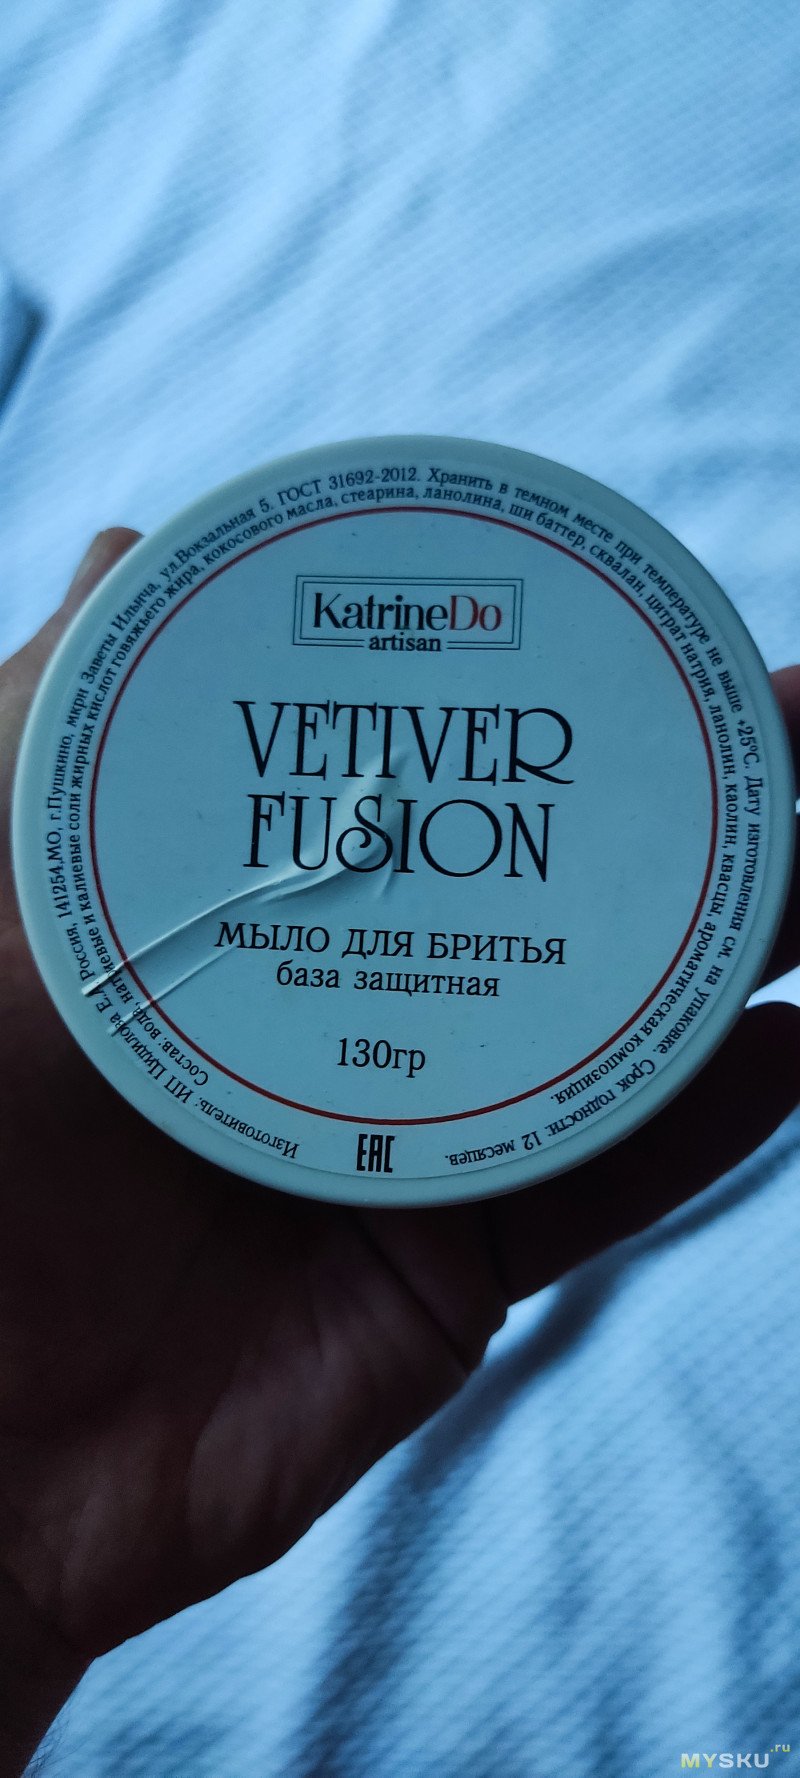 KatrineDo
artisan
VETIVER
FUSION
МЫЛО ДЛЯ БРИТЬЯ
база защитная
130гр
EAC
Изготовитель: ИП Цидилова Е.А Россия, 141254,МО, г.Пушкино, мкрн Заветы Ильича, ул.Вокзальная 5. ГОСТ 31692-2012. Хранить в темном месте при температуре не выше +25°С. Дату изготовления см. на упаковке. Срок годности: 12 месяцев.
Состав: вода, натриевые и калиевые соли жирных кислот говяжьего жира, кокосового масла, стеарина, ланолина, ши баттер, сквалан, цитрат натрия, ланолин, каолин, квасцы, ароматическая композиция.
MYSKU.ru